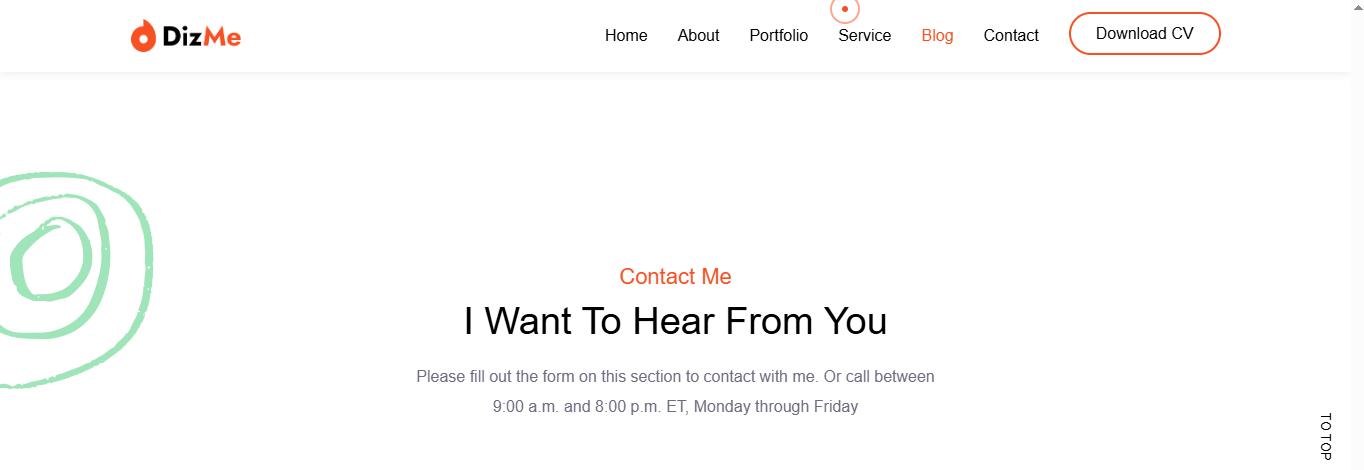 DizMe
Home About Portfolio Service Blog Contact Download CV
Contact Me
I Want To Hear From You
Please fill out the form on this section to contact with me. Or call between
9:00 a.m. and 8:00 p.m. ET, Monday through Friday
TO TOP